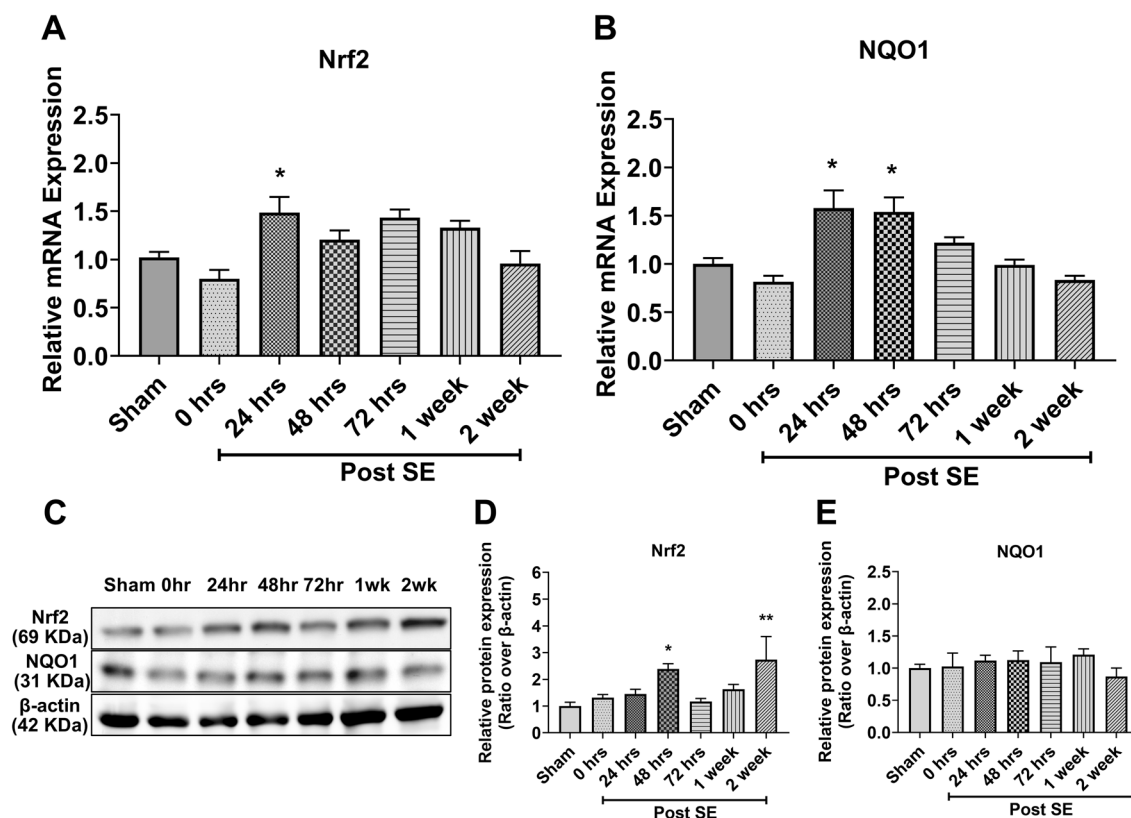 A
Nrf2
Relative mRNA Expression
2.5
2.0
1.5
1.0
0.5
0.0
*
Sham
0 hrs
24 hrs
48 hrs
72 hrs
1 week
2 week
Post SE
B
NQO1
Relative mRNA Expression
2.5
2.0
1.5
1.0
0.5
0.0
*
*
Sham
0 hrs
24 hrs
48 hrs
72 hrs
1 week
2 week
Post SE
C
Sham 0hr 24hr 48hr 72hr 1wk 2wk
Nrf2
(69 KDa)
NQO1
(31 KDa)
β-actin
(42 KDa)
D
Nrf2
Relative protein expression
(Ratio over β-actin)
6
5
4
3
2
1
0
*
**
Sham
0 hrs
24 hrs
48 hrs
72 hrs
1 week
2 week
Post SE
E
NQO1
Relative protein expression
(Ratio over β-actin)
2.5
2.0
1.5
1.0
0.5
0.0
Sham
0 hrs
24 hrs
48 hrs
72 hrs
1 week
2 week
Post SE